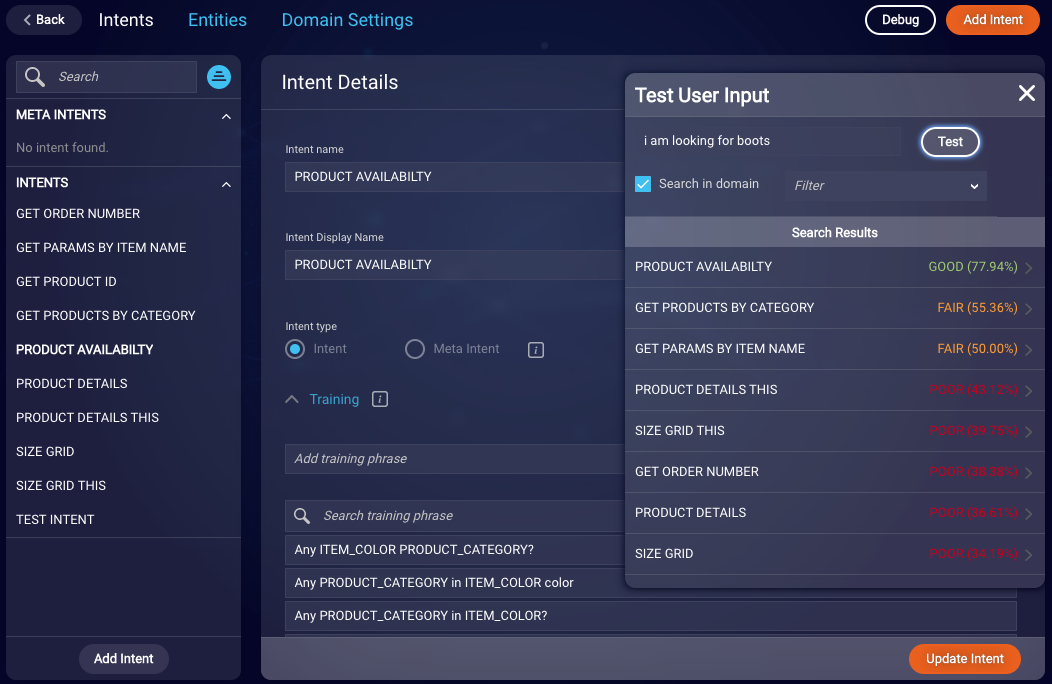 Back
Intents
Entities
Domain Settings
Debug
Add Intent
Search
META INTENTS
No intent found.
INTENTS
GET ORDER NUMBER
GET PARAMS BY ITEM NAME
GET PRODUCT ID
GET PRODUCTS BY CATEGORY
PRODUCT AVAILABILTY
PRODUCT DETAILS
PRODUCT DETAILS THIS
SIZE GRID
SIZE GRID THIS
TEST INTENT
Add Intent
Intent Details
Intent name
PRODUCT AVAILABILTY
Intent Display Name
PRODUCT AVAILABILTY
Intent type
Intent
Meta Intent
i
Training
i
Add training phrase
Search training phrase
Any ITEM_COLOR PRODUCT_CATEGORY?
Any PRODUCT_CATEGORY in ITEM_COLOR color
Any PRODUCT_CATEGORY in ITEM_COLOR?
Update Intent
Test User Input
i am looking for boots
Test
Search in domain
Filter
Search Results
PRODUCT AVAILABILTY GOOD (77.94%)
GET PRODUCTS BY CATEGORY FAIR (55.36%)
GET PARAMS BY ITEM NAME FAIR (50.00%)
PRODUCT DETAILS THIS POOR (43.12%)
SIZE GRID THIS POOR (39.75%)
GET ORDER NUMBER POOR (38.38%)
PRODUCT DETAILS POOR (36.61%)
SIZE GRID POOR (34.19%)